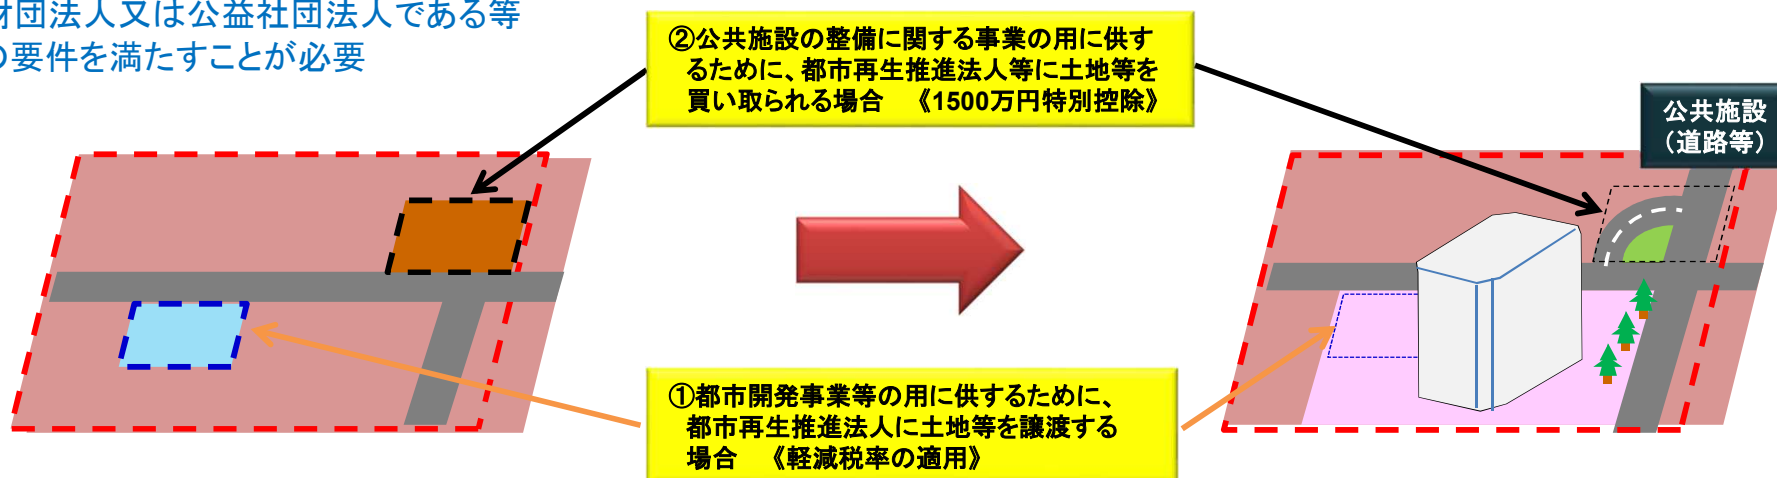 財団法人又は公益社団法人である等
の要件を満たすことが必要
②公共施設の整備に関する事業の用に供す
るために、都市再生推進法人等に土地等を
買い取られる場合　《1500万円特別控除》
公共施設
（道路等）
①都市開発事業等の用に供するために、
都市再生推進法人に土地等を譲渡する
場合　《軽減税率の適用》